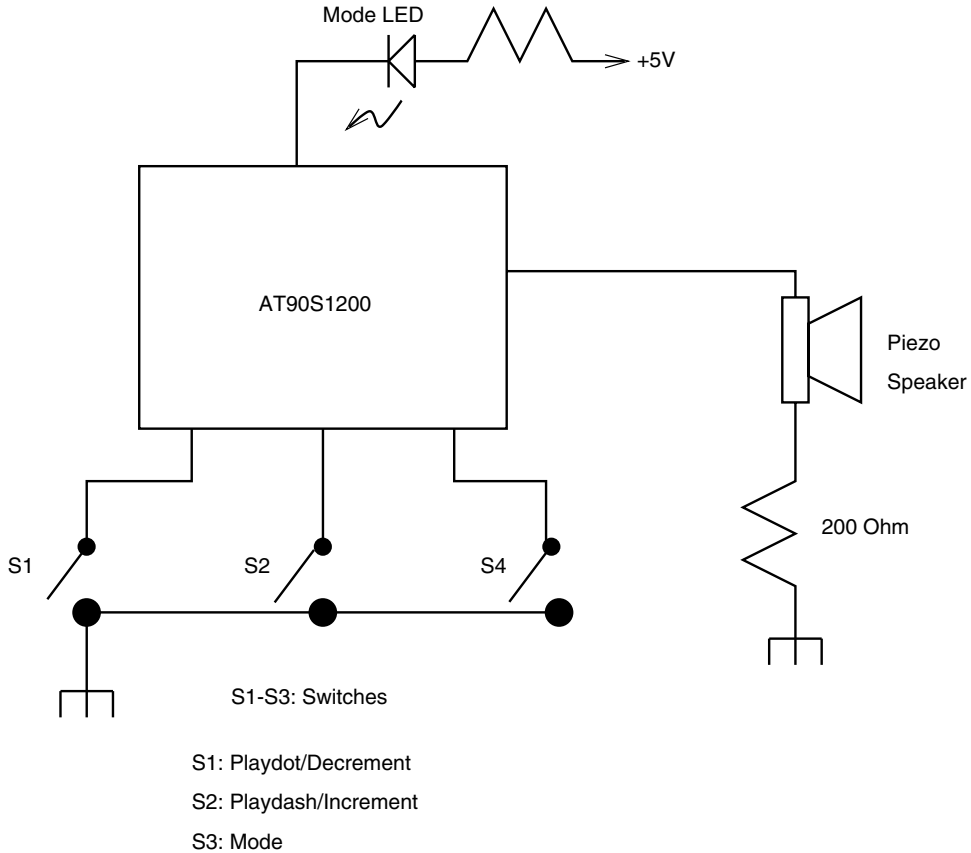 Mode LED
+5V
AT90S1200
Piezo
Speaker
200 Ohm
S1
S2
S4
S1-S3: Switches
S1: Playdot/Decrement
S2: Playdash/Increment
S3: Mode